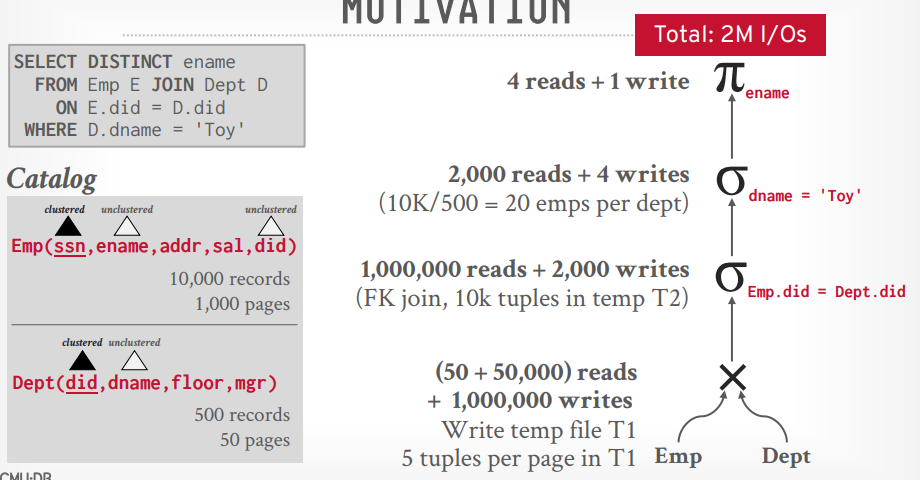 MOTIVATION
Total: 2M I/Os
SELECT DISTINCT ename
FROM Emp E JOIN Dept D
ON E.did = D.did
WHERE D.dname = 'Toy'
Catalog
clustered unclustered unclustered
Emp(ssn,ename,addr,sal,did)
10,000 records
1,000 pages
clustered unclustered
Dept(did,dname,floor,mgr)
500 records
50 pages
4 reads + 1 write
π ename
2,000 reads + 4 writes
(10K/500 = 20 emps per dept)
σ dname = 'Toy'
1,000,000 reads + 2,000 writes
(FK join, 10k tuples in temp T2)
σ Emp.did = Dept.did
(50 + 50,000) reads
+ 1,000,000 writes
Write temp file T1
5 tuples per page in T1
×
Emp Dept
CMU·DB